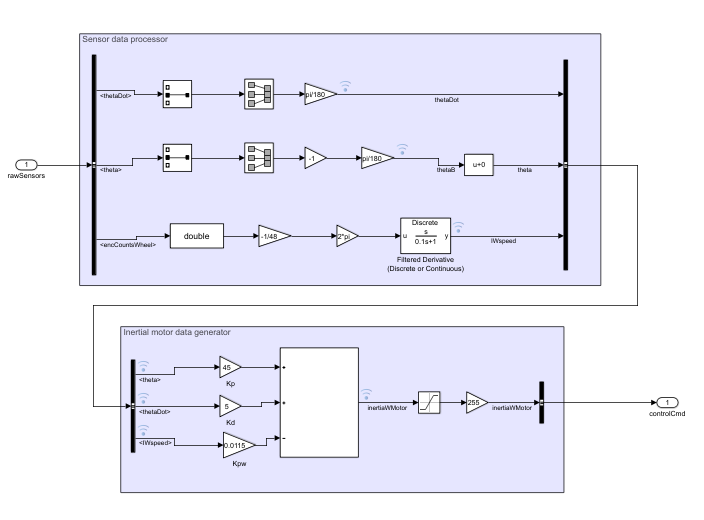 Sensor data processor
<thetaDot>
pi/180
thetaDot
1
rawSensors
<theta>
-1
pi/180
thetaB
u+0
theta
<encCountsWheel>
double
-1/48
2*pi
Discrete
u
s
0.1s+1
y
IWspeed
Filtered Derivative
(Discrete or Continuous)
Inertial motor data generator
<theta>
45
Kp
+
<thetaDot>
5
Kd
+
<IWspeed>
0.0115
Kpw
−
inertiaWMotor
255
inertiaWMotor
1
controlCmd